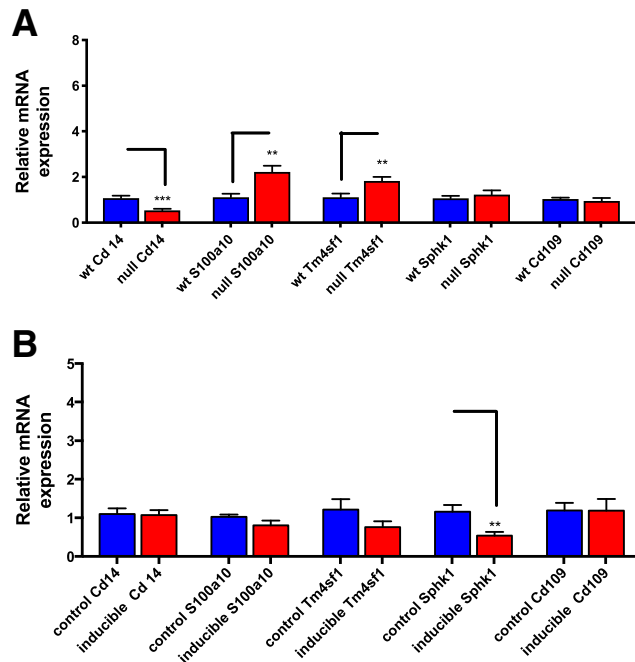 A
Relative mRNA
expression
8
6
4
2
0
***
**
**
wt Cd 14
null Cd14
wt S100a10
null S100a10
wt Tm4sf1
null Tm4sf1
wt Sphk1
null Sphk1
wt Cd109
null Cd109
B
Relative mRNA
expression
5
4
3
2
1
0
**
control Cd14
inducible Cd 14
control S100a10
inducible S100a10
control Tm4sf1
inducible Tm4sf1
control Sphk1
inducible Sphk1
control Cd109
inducible Cd109